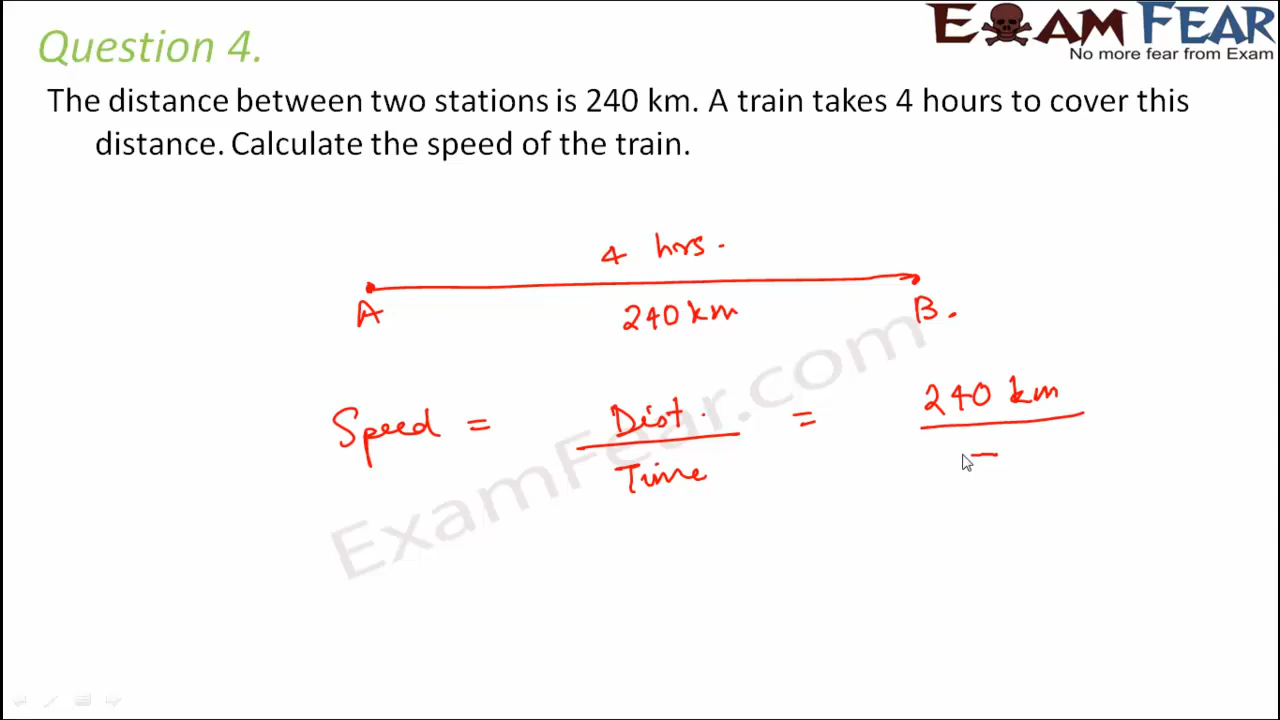 EXAM FEAR
No more fear from Exam
Question 4.
The distance between two stations is 240 km. A train takes 4 hours to cover this
distance. Calculate the speed of the train.
4 hrs.
A 240 km B.
Speed = Dist. = 240 km
Time
ExamFear.com